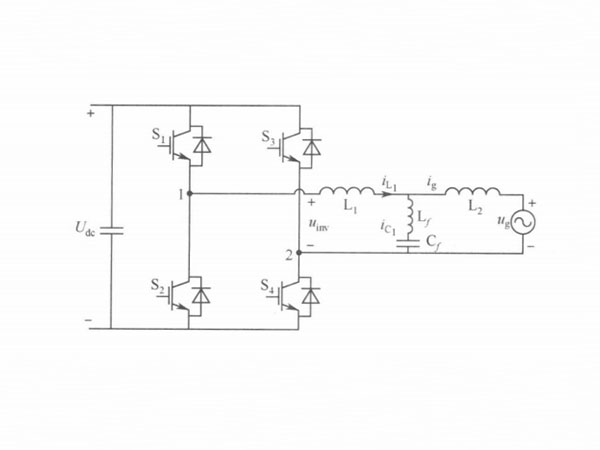 +
S1
S3
iL1
ig
1
+
L1
L2
+
Udc
uinv
iC1
Lf
ug
2
−
Cf
−
S2
S4
−